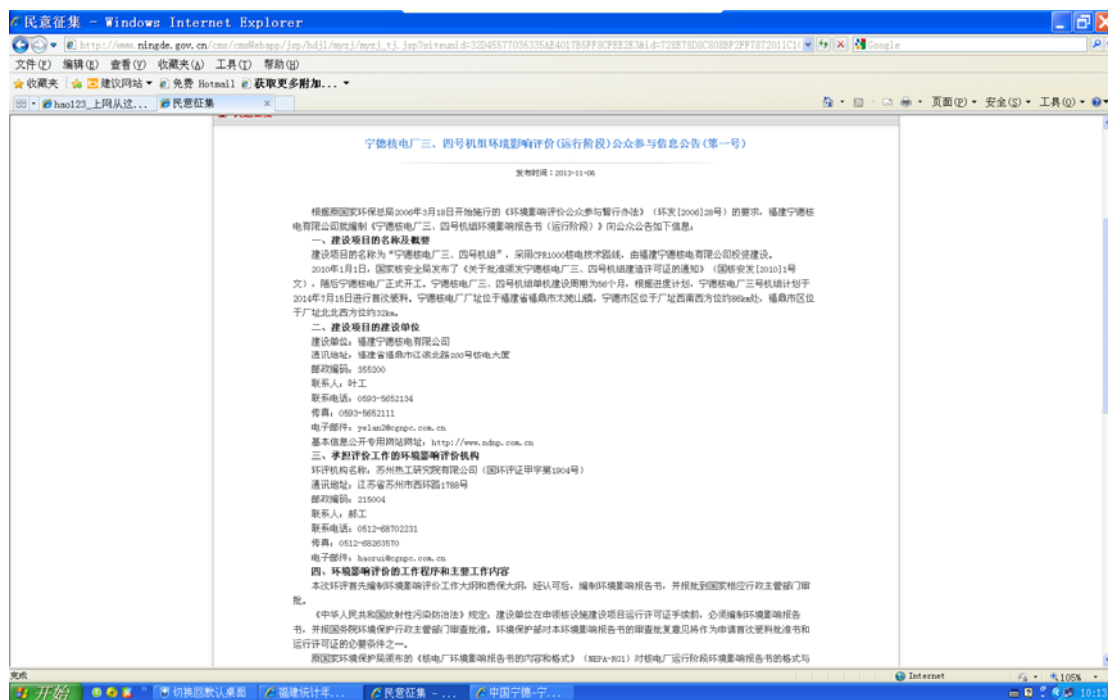 民意征集 - Windows Internet Explorer
http://www.ningde.gov.cn/cms/cmsWebapp/jsp/hdjl/myzj/myzj_tj.jsp?
Google
文件(F) 编辑(E) 查看(V) 收藏夹(A) 工具(T) 帮助(H)
收藏夹 建议网站 免费 Hotmail 获取更多附加...
hao123_上网从这... 民意征集 x 页面(P) 安全(S) 工具(O)
宁德核电厂三、四号机组环境影响评价(运行阶段)公众参与信息公告(第一号)
发布时间：2013-11-06
根据原国家环保总局2006年3月18日开始施行的《环境影响评价公众参与暂行办法》（环发[2006]28号）的要求，福建宁德核
电有限公司就编制《宁德核电厂三、四号机组环境影响报告书（运行阶段）》向公众公告如下信息：
一、建设项目的名称及概要
建设项目的名称为“宁德核电厂三、四号机组”，采用CPR1000核电技术路线，由福建宁德核电有限公司投资建设。
2010年1月1日，国家核安全局发布了《关于批准颁发宁德核电厂三、四号机组建造许可证的通知》（国核安发[2010]1号
文），随后宁德核电厂正式开工。宁德核电厂三、四号机组单机建设周期为56个月，根据进度计划，宁德核电厂三号机组计划于
2014年7月15日进行首次装料。宁德核电厂厂址位于福建省福鼎市太姥山镇，宁德市区位于厂址西南西方位约86km处，福鼎市区位
于厂址北北西方位约32km。
二、建设项目的建设单位
建设单位：福建宁德核电有限公司
通讯地址：福建省福鼎市江滨北路200号核电大厦
邮政编码：355200
联系人：叶工
联系电话：0593-5652134
传真：0593-5652111
电子邮件：yelan2@cgnpc.com.cn
基本信息公开专用网站网址：http://www.ndnp.com.cn
三、承担评价工作的环境影响评价机构
环评机构名称：苏州热工研究院有限公司（国环评证甲字第1904号）
通讯地址：江苏省苏州市西环路1788号
邮政编码：215004
联系人：郝工
联系电话：0512-68702231
传真：0512-68263570
电子邮件：haorui@cgnpc.com.cn
四、环境影响评价的工作程序和主要工作内容
本次环评首先编制环境影响评价工作大纲和质保大纲，经认可后，编制环境影响报告书，并报批到国家相应行政主管部门审
批。
《中华人民共和国放射性污染防治法》规定：建设单位在申领核设施建设项目运行许可证手续前，必须编制环境影响报告
书，并报国务院环境保护行政主管部门审查批准。环境保护部对本环境影响报告书的审查批复意见将作为申请首次装料批准书和
运行许可证的必要条件之一。
原国家环境保护局颁布的《核电厂环境影响报告书的内容和格式》（NEPA-RG1）对核电厂运行阶段环境影响报告书的格式与
完成 Internet 105%
开始 切换回默认桌面 福建统计年... 民意征集 - ... 中国宁德-宁... 10:15